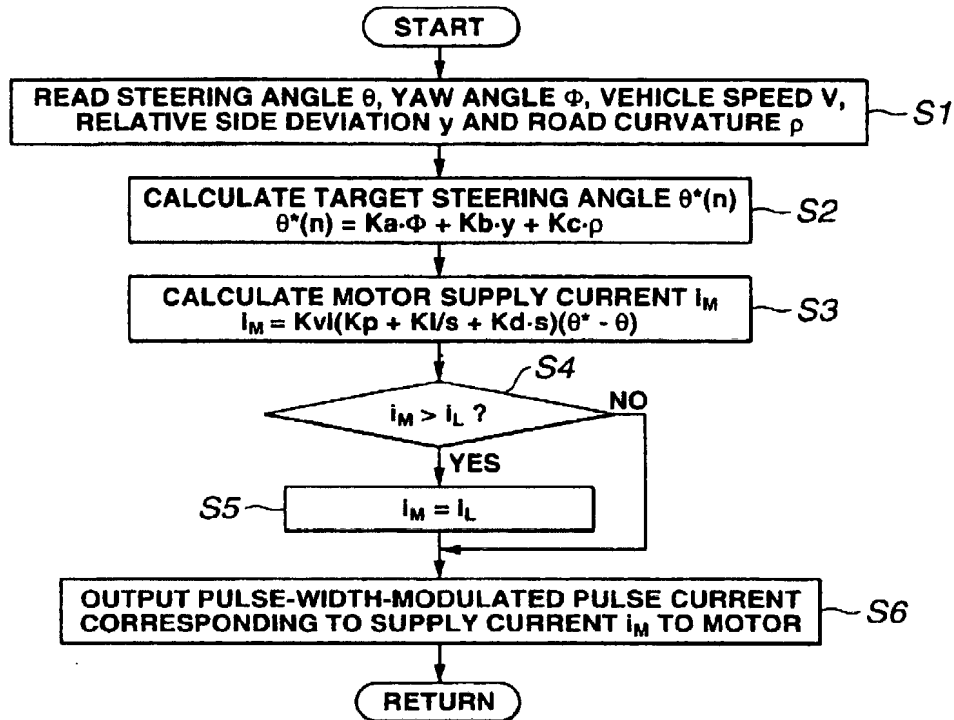 START
READ STEERING ANGLE θ, YAW ANGLE Φ, VEHICLE SPEED V,
RELATIVE SIDE DEVIATION y AND ROAD CURVATURE ρ
S1
CALCULATE TARGET STEERING ANGLE θ*(n)
θ*(n) = Ka·Φ + Kb·y + Kc·ρ
S2
CALCULATE MOTOR SUPPLY CURRENT iM
iM = Kvi(Kp + Ki/s + Kd·s)(θ* - θ)
S3
S4
iM > iL ?
NO
YES
S5
iM = iL
OUTPUT PULSE-WIDTH-MODULATED PULSE CURRENT
CORRESPONDING TO SUPPLY CURRENT iM TO MOTOR
S6
RETURN